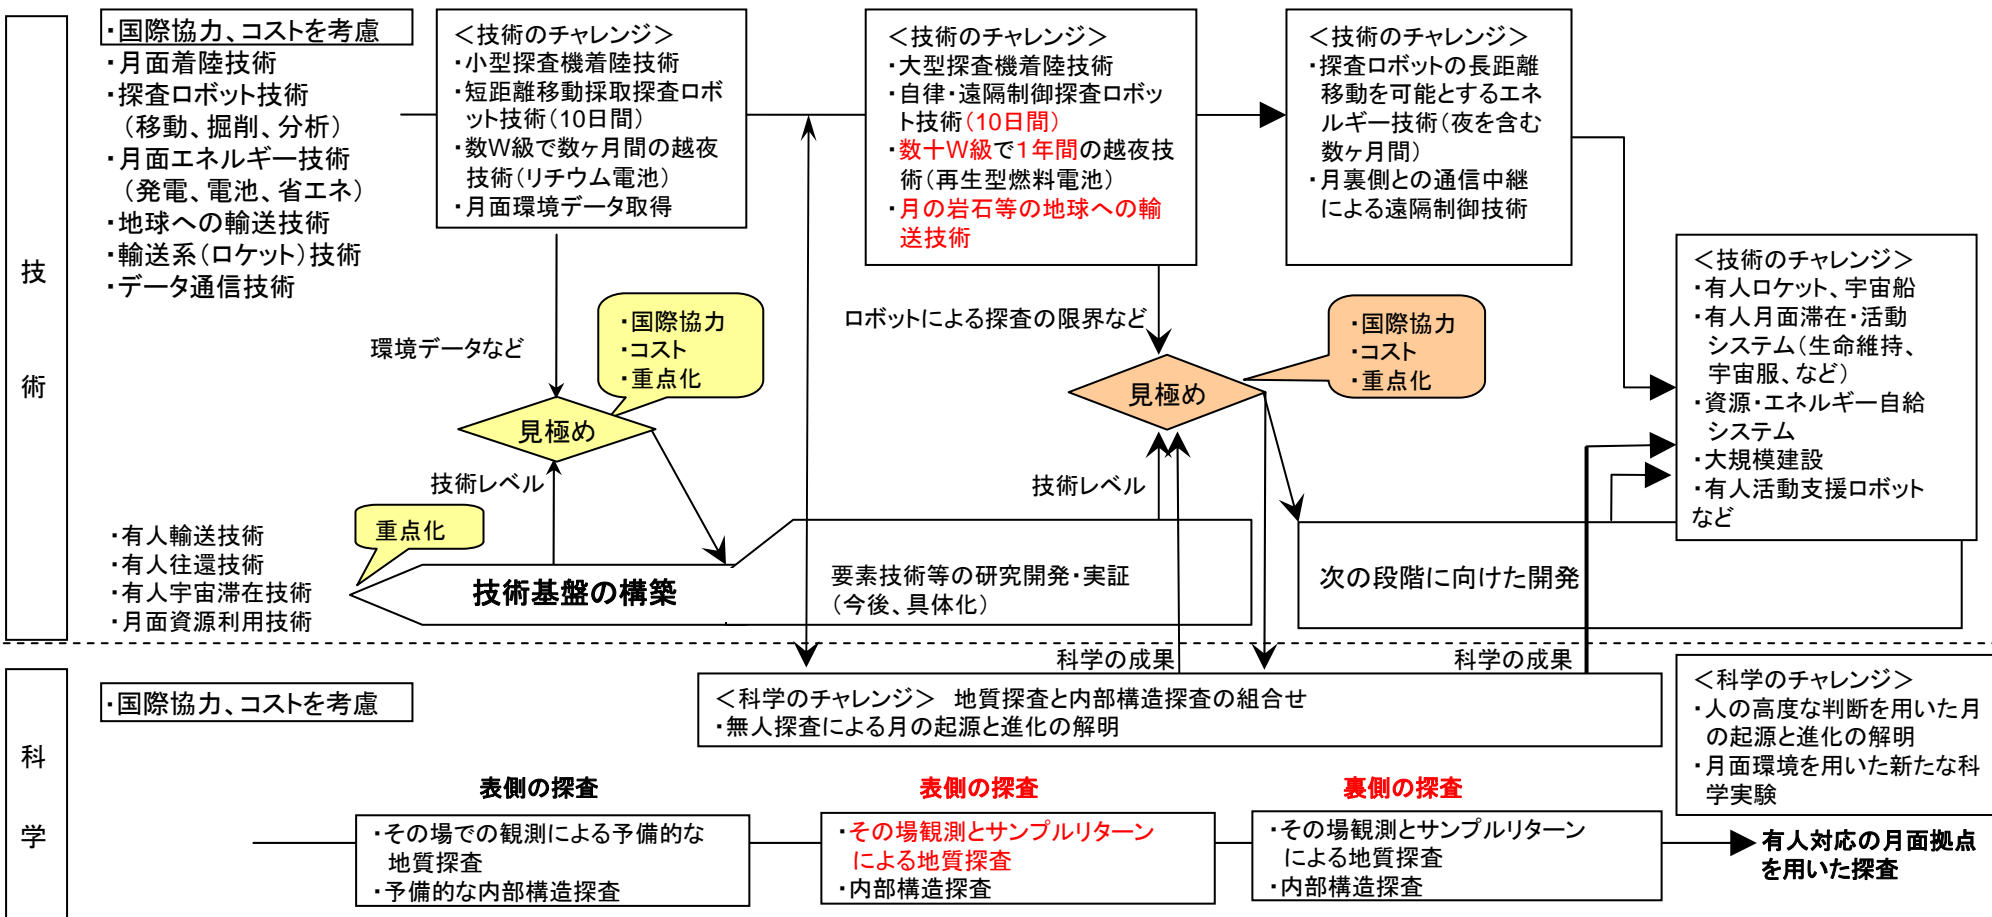 技
術
・国際協力、コストを考慮
・月面着陸技術
・探査ロボット技術
（移動、掘削、分析）
・月面エネルギー技術
（発電、電池、省エネ）
・地球への輸送技術
・輸送系（ロケット）技術
・データ通信技術
＜技術のチャレンジ＞
・小型探査機着陸技術
・短距離移動採取探査ロボ
ット技術（10日間）
・数W級で数ヶ月間の越夜
技術（リチウム電池）
・月面環境データ取得
＜技術のチャレンジ＞
・大型探査機着陸技術
・自律・遠隔制御探査ロボッ
ト技術（10日間）
・数十W級で1年間の越夜技
術（再生型燃料電池）
・月の岩石等の地球への輸
送技術
＜技術のチャレンジ＞
・探査ロボットの長距離
移動を可能とするエネ
ルギー技術（夜を含む
数ヶ月間）
・月裏側との通信中継
による遠隔制御技術
＜技術のチャレンジ＞
・有人ロケット、宇宙船
・有人月面滞在・活動
システム（生命維持、
宇宙服、など）
・資源・エネルギー自給
システム
・大規模建設
・有人活動支援ロボット
など
環境データなど
・国際協力
・コスト
・重点化
見極め
技術レベル
ロボットによる探査の限界など
・国際協力
・コスト
・重点化
見極め
技術レベル
・有人輸送技術
・有人往還技術
・有人宇宙滞在技術
・月面資源利用技術
重点化
技術基盤の構築
要素技術等の研究開発・実証
（今後、具体化）
次の段階に向けた開発
科学の成果
科学の成果
科
学
・国際協力、コストを考慮
＜科学のチャレンジ＞　地質探査と内部構造探査の組合せ
・無人探査による月の起源と進化の解明
＜科学のチャレンジ＞
・人の高度な判断を用いた月
の起源と進化の解明
・月面環境を用いた新たな科
学実験
表側の探査
・その場での観測による予備的な
地質探査
・予備的な内部構造探査
表側の探査
・その場観測とサンプルリターン
による地質探査
・内部構造探査
裏側の探査
・その場観測とサンプルリターン
による地質探査
・内部構造探査
有人対応の月面拠点
を用いた探査